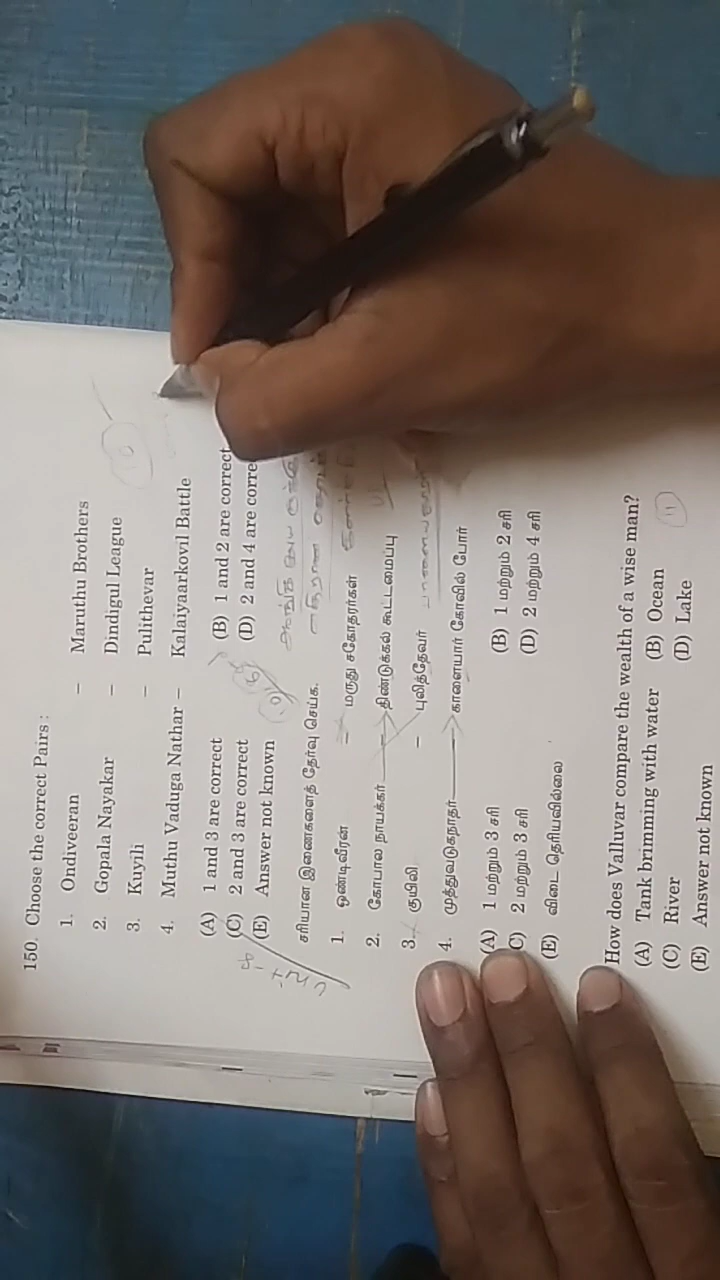 150. Choose the correct Pairs :
1. Ondiveeran – Maruthu Brothers
2. Gopala Nayakar – Dindigul League
3. Kuyili – Pulithevar
4. Muthu Vaduga Nathar – Kalaiyaarkovil Battle
(A) 1 and 3 are correct (B) 1 and 2 are correct
(C) 2 and 3 are correct (D) 2 and 4 are corre
(E) Answer not known
சரியான இணைகளைத் தேர்வு செய்க.
1. ஒண்டிவீரன் – மருது சகோதரர்கள்
2. கோபால நாயக்கர் – திண்டுக்கல் கூட்டமைப்பு
3. குயிலி – புலித்தேவர்
4. முத்துவடுகநாதர் – காளையார் கோவில் போர்
(A) 1 மற்றும் 3 சரி (B) 1 மற்றும் 2 சரி
C) 2 மற்றும் 3 சரி (D) 2 மற்றும் 4 சரி
(E) விடை தெரியவில்லை
How does Valluvar compare the wealth of a wise man?
(A) Tank brimming with water (B) Ocean
(C) River (D) Lake
(E) Answer not known